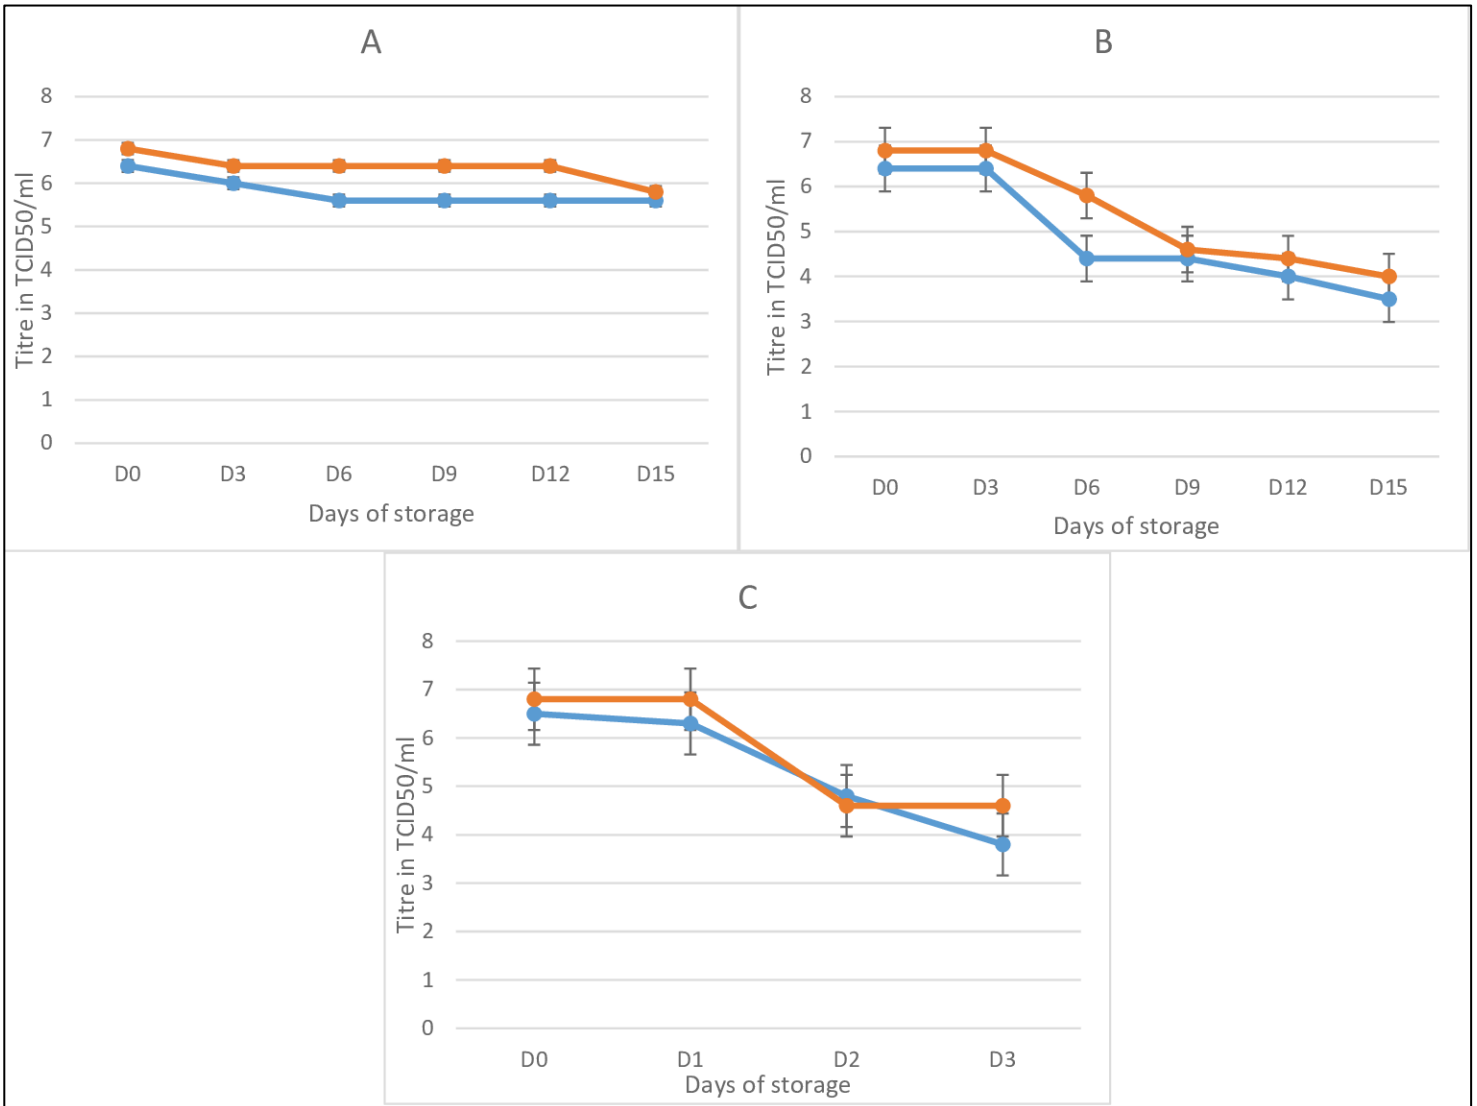 A
8
7
6
5
4
3
2
1
0
Titre in TCID50/ml
D0 D3 D6 D9 D12 D15
Days of storage
B
8
7
6
5
4
3
2
1
0
Titre in TCID50/ml
D0 D3 D6 D9 D12 D15
Days of storage
C
8
7
6
5
4
3
2
1
0
Titre in TCID50/ml
D0 D1 D2 D3
Days of storage